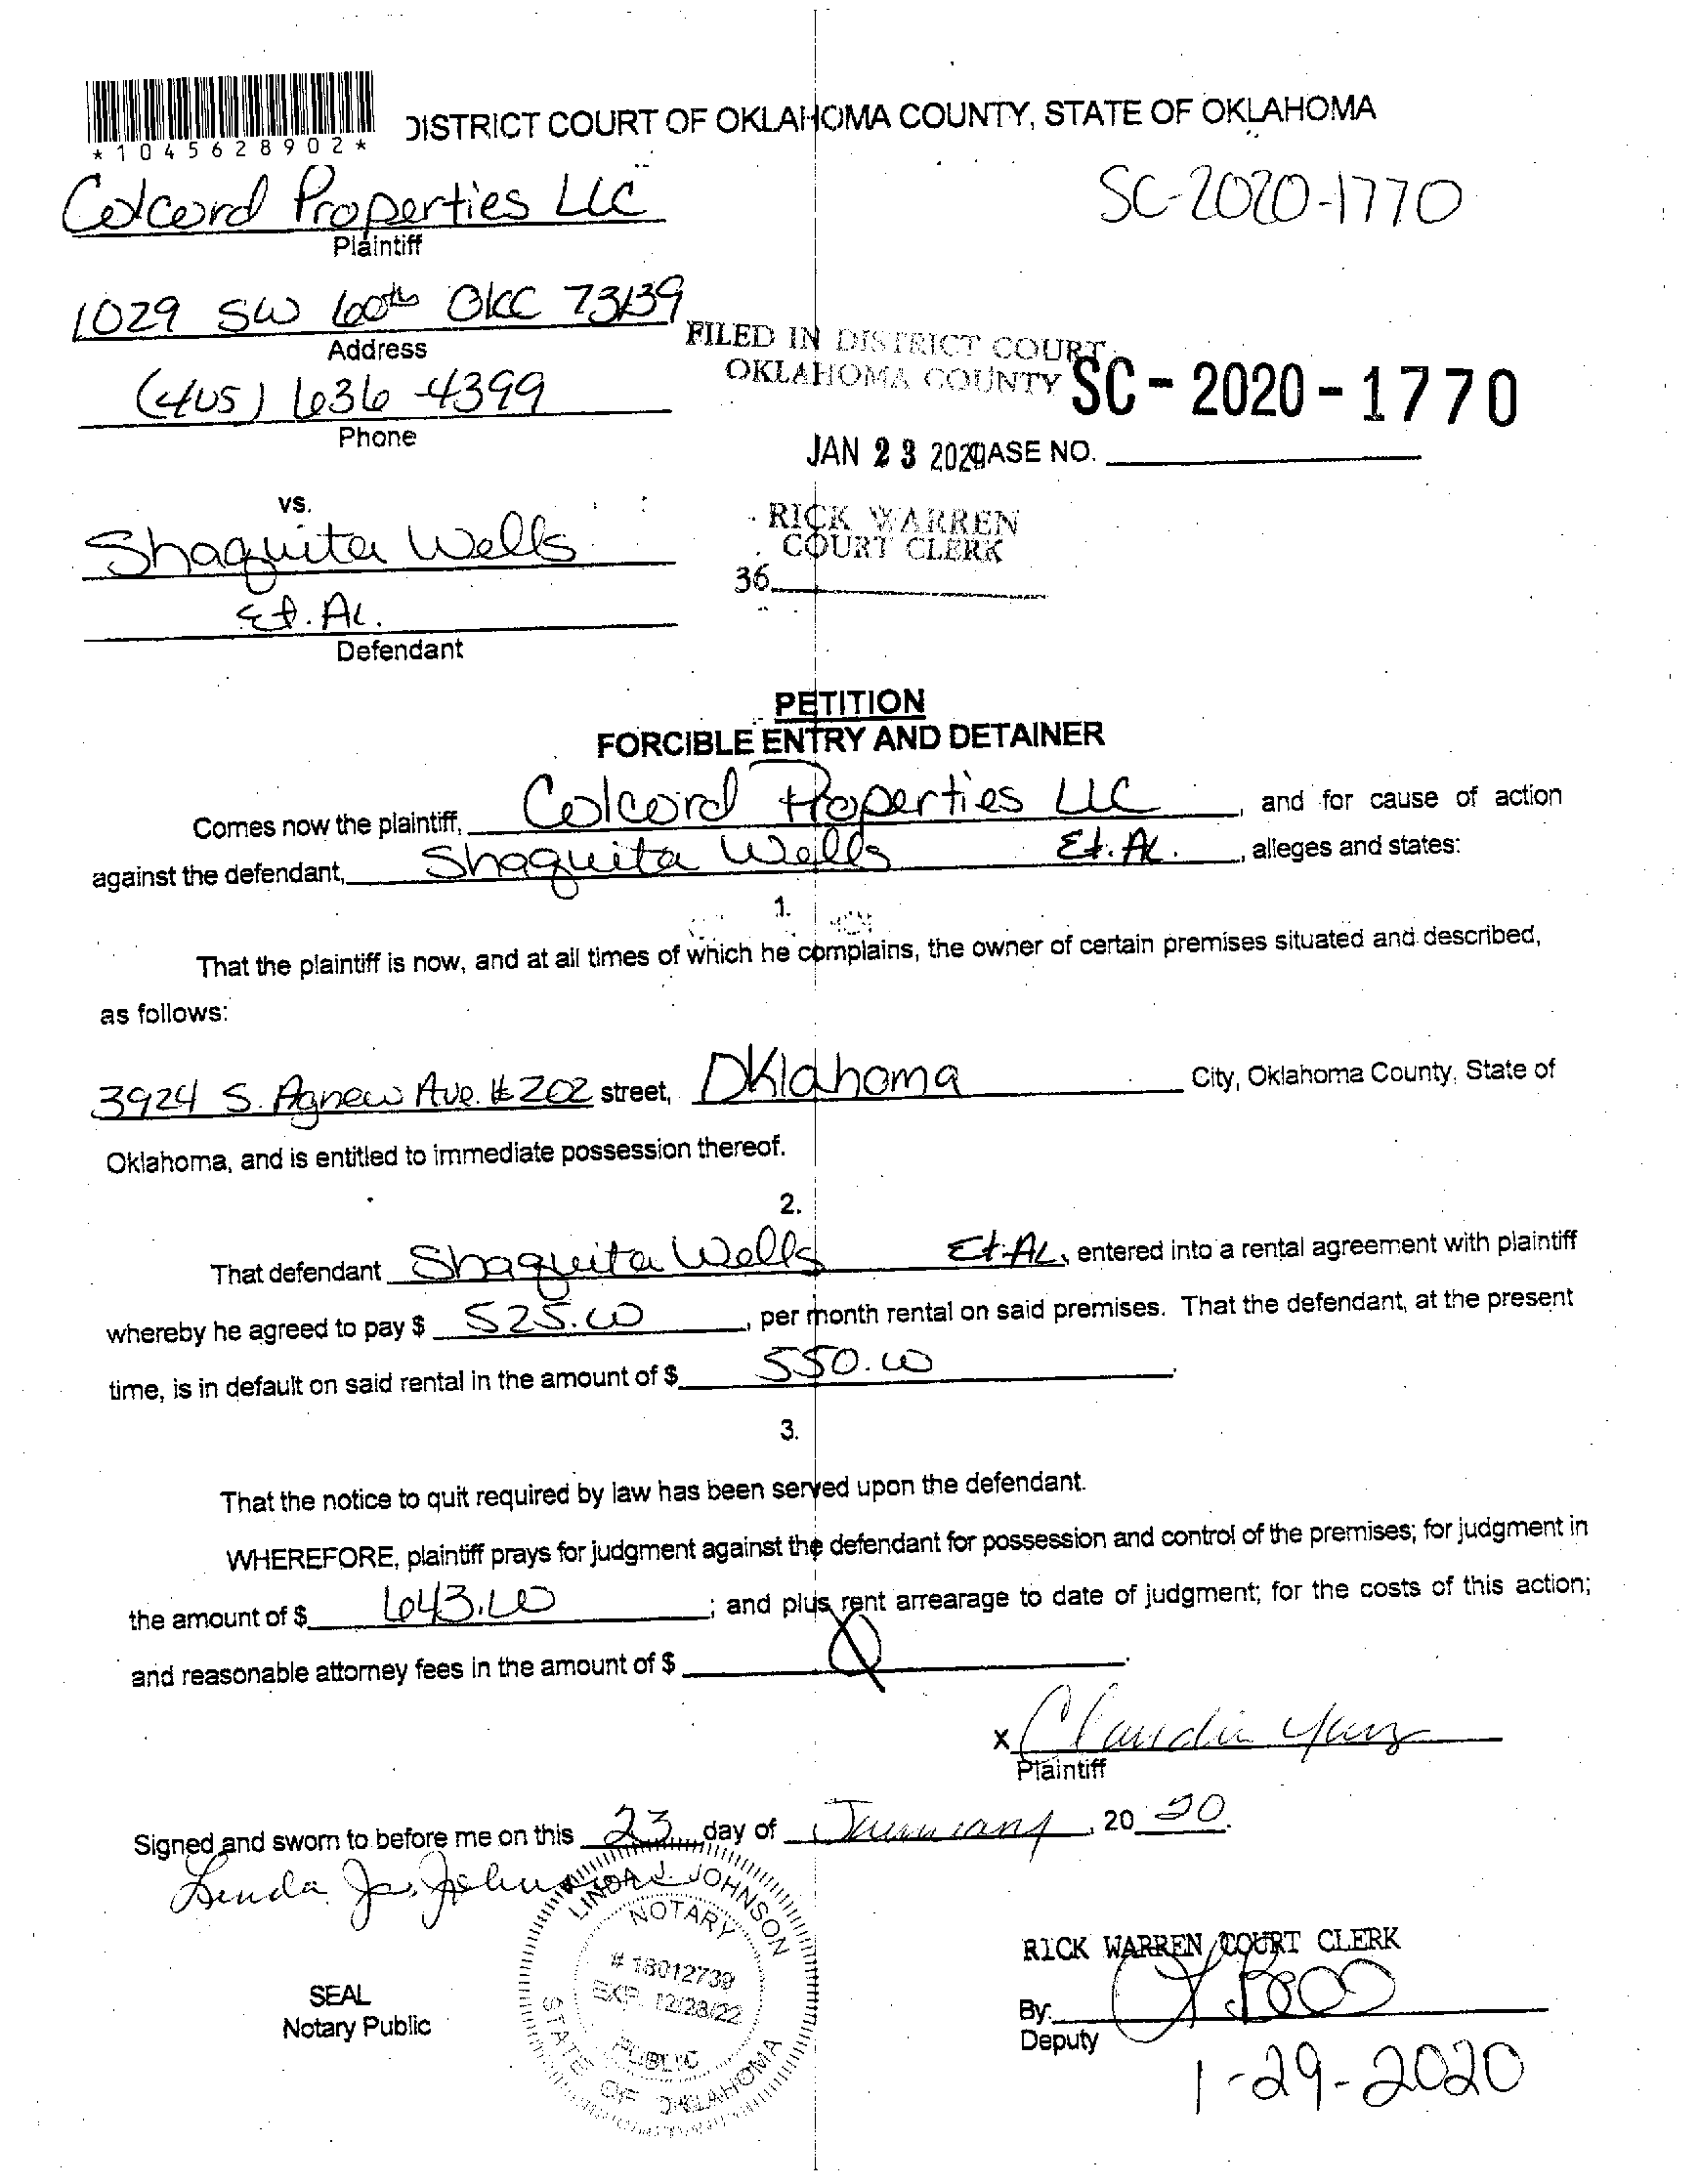 *1045628902*
DISTRICT COURT OF OKLAHOMA COUNTY, STATE OF OKLAHOMA
Colcord Properties LLC
Plaintiff
SC-2020-1770
1029 SW 60th OKC 73139
Address
FILED IN DISTRICT COURT
OKLAHOMA COUNTY
SC-2020-1770
(405) 636-4399
Phone
JAN 23 2020
CASE NO.
vs.
RICK WARREN
COURT CLERK
36
Shaquita Wells
Et. AL.
Defendant
PETITION
FORCIBLE ENTRY AND DETAINER
Comes now the plaintiff, Colcord Properties LLC, and for cause of action
against the defendant, Shaquita Wells Et. AL., alleges and states:
1.
That the plaintiff is now, and at all times of which he complains, the owner of certain premises situated and described,
as follows:
3924 S. Agnew Ave. #202 street, Oklahoma City, Oklahoma County, State of
Oklahoma, and is entitled to immediate possession thereof.
2.
That defendant Shaquita Wells Et. AL, entered into a rental agreement with plaintiff
whereby he agreed to pay $ 525.00, per month rental on said premises. That the defendant, at the present
time, is in default on said rental in the amount of $ 550.00.
3.
That the notice to quit required by law has been served upon the defendant.
WHEREFORE, plaintiff prays for judgment against the defendant for possession and control of the premises; for judgment in
the amount of $ 643.00; and plus rent arrearage to date of judgment; for the costs of this action;
and reasonable attorney fees in the amount of $
x Claudia
Plaintiff
Signed and sworn to before me on this 23 day of January, 2020.
Linda Jo. Johnson
LINDA J. JOHNSON
NOTARY
# 18012739
EXP. 12/28/22
PUBLIC
STATE OF OKLAHOMA
SEAL
Notary Public
RICK WARREN COURT CLERK
By:
Deputy
1-29-2020